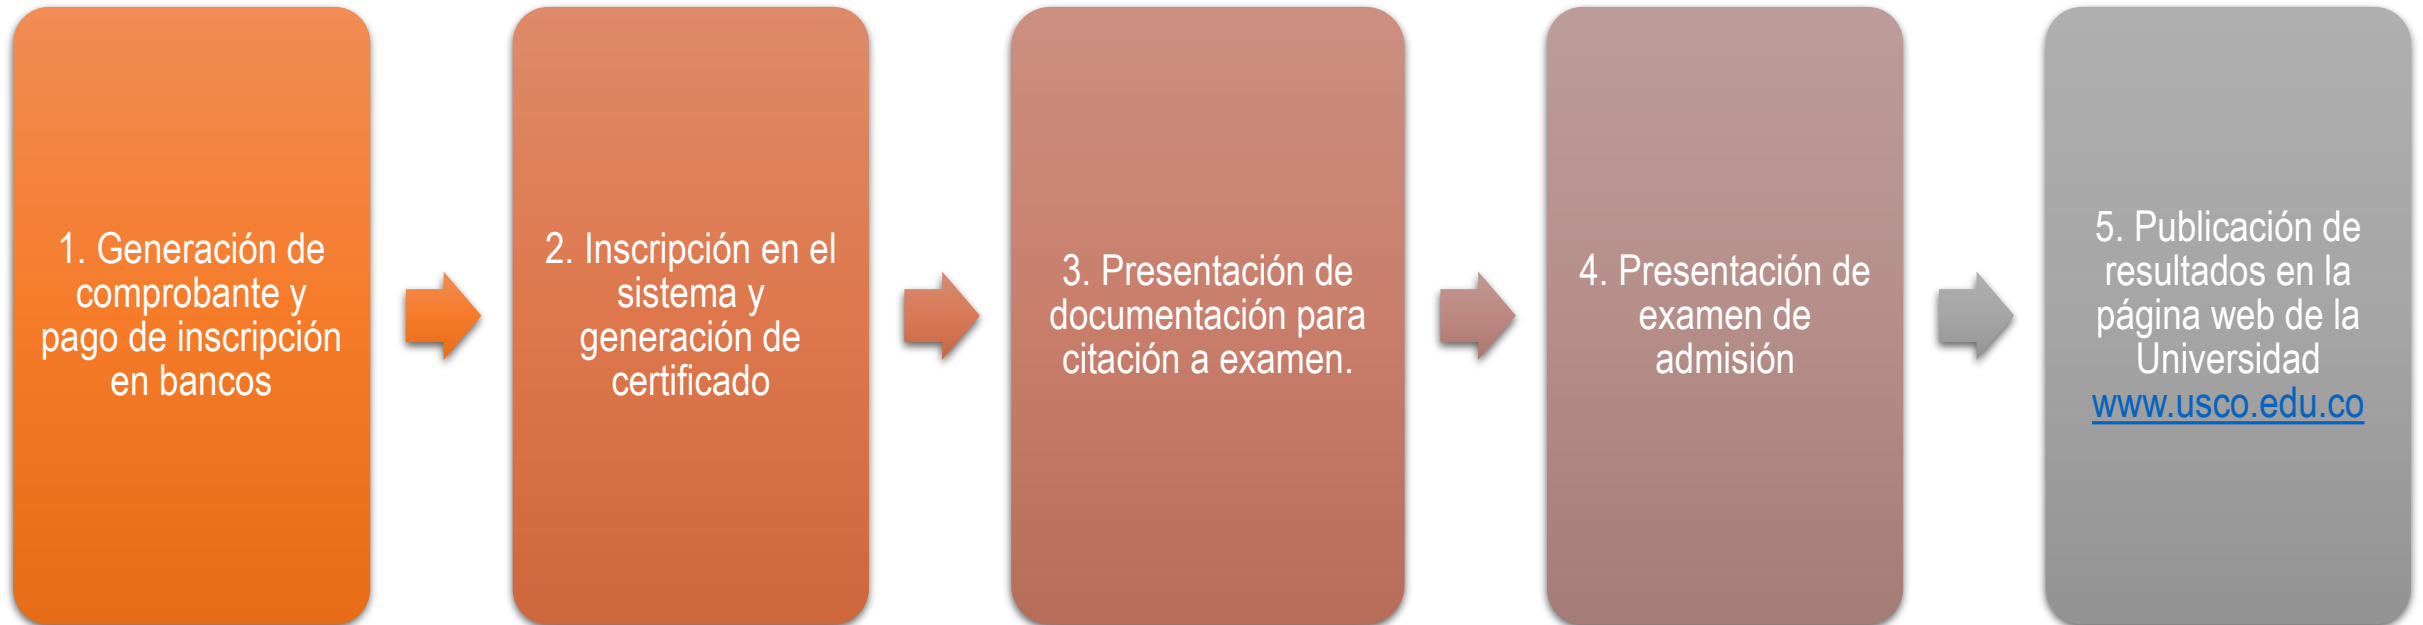 1. Generación de
comprobante y
pago de inscripción
en bancos
2. Inscripción en el
sistema y
generación de
certificado
3. Presentación de
documentación para
citación a examen.
4. Presentación de
examen de
admisión
5. Publicación de
resultados en la
página web de la
Universidad
www.usco.edu.co